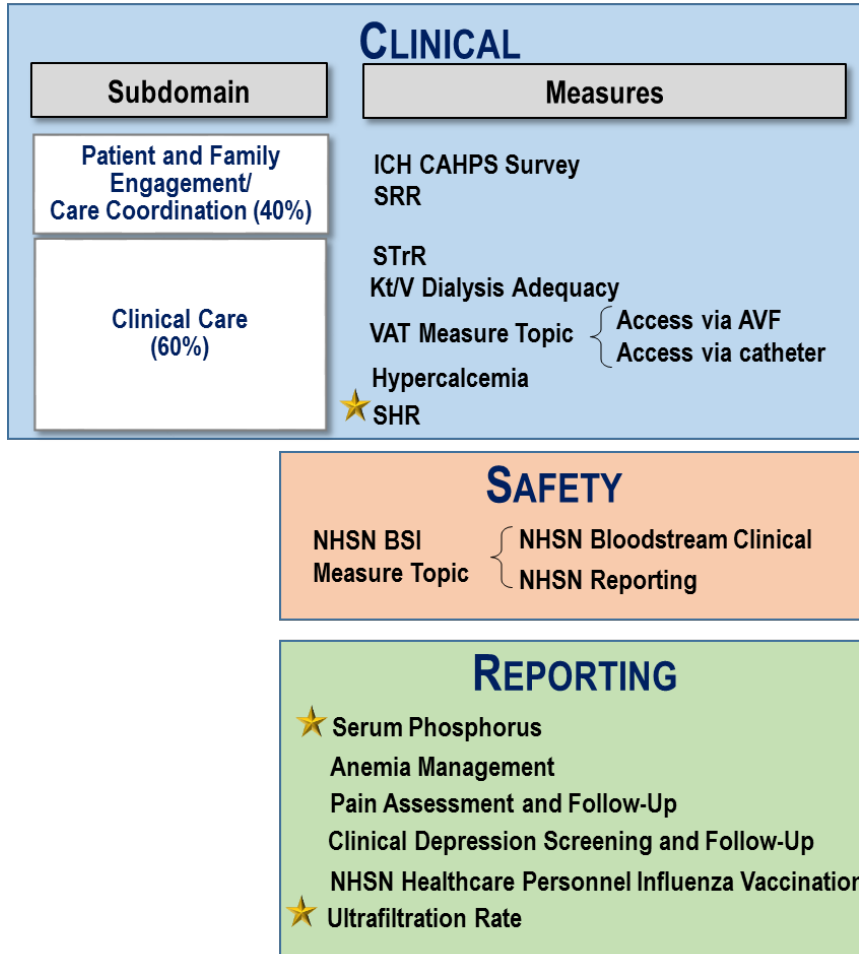 CLINICAL
Subdomain
Measures
Patient and Family
Engagement/
Care Coordination (40%)
ICH CAHPS Survey
SRR
Clinical Care
(60%)
STrR
Kt/V Dialysis Adequacy
VAT Measure Topic
Access via AVF
Access via catheter
Hypercalcemia
SHR
SAFETY
NHSN BSI
Measure Topic
NHSN Bloodstream Clinical
NHSN Reporting
REPORTING
Serum Phosphorus
Anemia Management
Pain Assessment and Follow-Up
Clinical Depression Screening and Follow-Up
NHSN Healthcare Personnel Influenza Vaccination
Ultrafiltration Rate